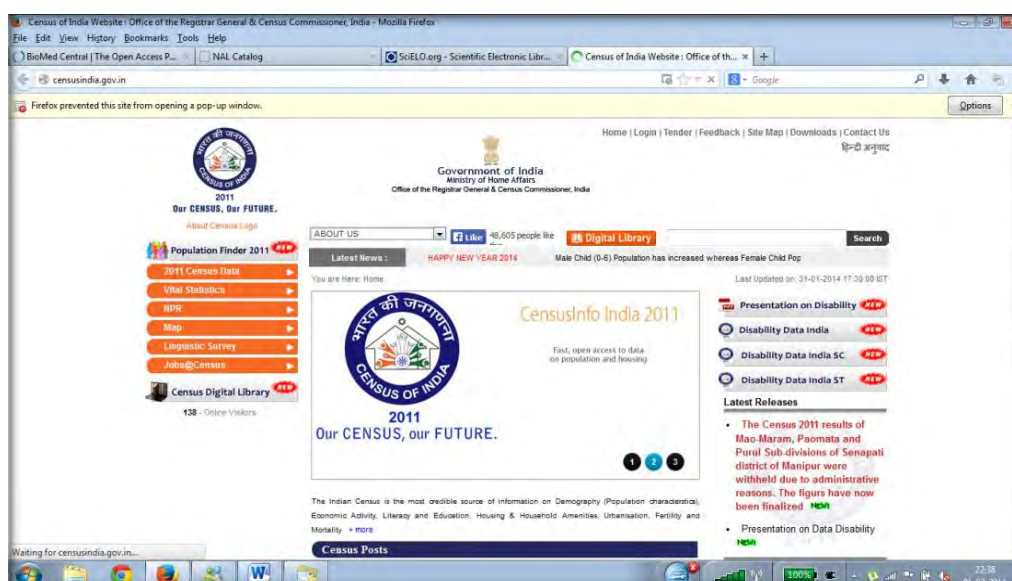 Census of India Website : Office of the Registrar General & Census Commissioner, India - Mozilla Firefox
File Edit View History Bookmarks Tools Help
BioMed Central | The Open Access P...
NAL Catalog
SciELO.org - Scientific Electronic Libr...
Census of India Website : Office of th...
censusindia.gov.in
Google
Firefox prevented this site from opening a pop-up window.
Options
Home | Login | Tender | Feedback | Site Map | Downloads | Contact Us
हिन्दी अनुवाद
भारत की जनगणना
CENSUS OF INDIA
2011
Our CENSUS, Our FUTURE.
About Census Logo
Government of India
Ministry of Home Affairs
Office of the Registrar General & Census Commissioner, India
ABOUT US
Like
48,605 people like
Digital Library
Search
Population Finder 2011 NEW
2011 Census Data
Vital Statistics
NPR
Map
Linguistic Survey
Jobs@Census
Census Digital Library NEW
138 - Online Visitors
Latest News :
HAPPY NEW YEAR 2014
Male Child (0-6) Population has increased whereas Female Child Pop
You are Here: Home
Last Updated on: 31-01-2014 17:30:00 IST
भारत की जनगणना
CENSUS OF INDIA
2011
Our CENSUS, our FUTURE.
CensusInfo India 2011
Fast, open access to data
on population and housing
1 2 3
The Indian Census is the most credible source of information on Demography (Population characteristics),
Economic Activity, Literacy and Education, Housing & Household Amenities, Urbanisation, Fertility and
Mortality + more
Census Posts
Presentation on Disability NEW
Disability Data India NEW
Disability Data India SC NEW
Disability Data India ST NEW
Latest Releases
• The Census 2011 results of
Mao-Maram, Paomata and
Purul Sub-divisions of Senapati
district of Manipur were
withheld due to administrative
reasons. The figurs have now
been finalized NEW!
• Presentation on Data Disability
NEW!
Waiting for censusindia.gov.in...
100%
22:38